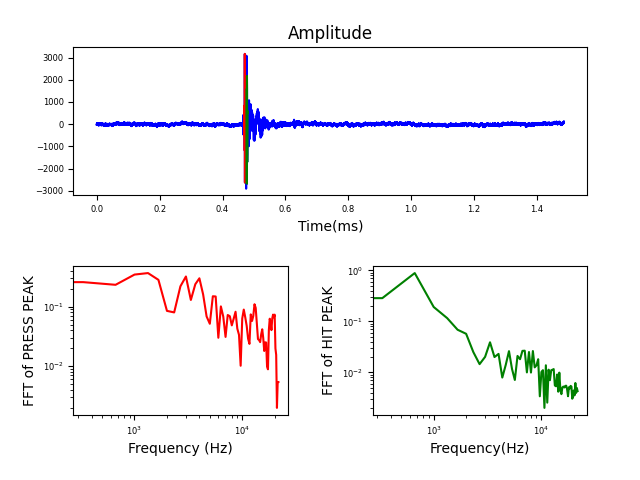 Amplitude
3000
2000
1000
0
−1000
−2000
−3000
0.0 0.2 0.4 0.6 0.8 1.0 1.2 1.4
Time(ms)
FFT of PRESS PEAK
10⁻¹
10⁻²
10³ 10⁴
Frequency (Hz)
FFT of HIT PEAK
10⁰
10⁻¹
10⁻²
10³ 10⁴
Frequency(Hz)